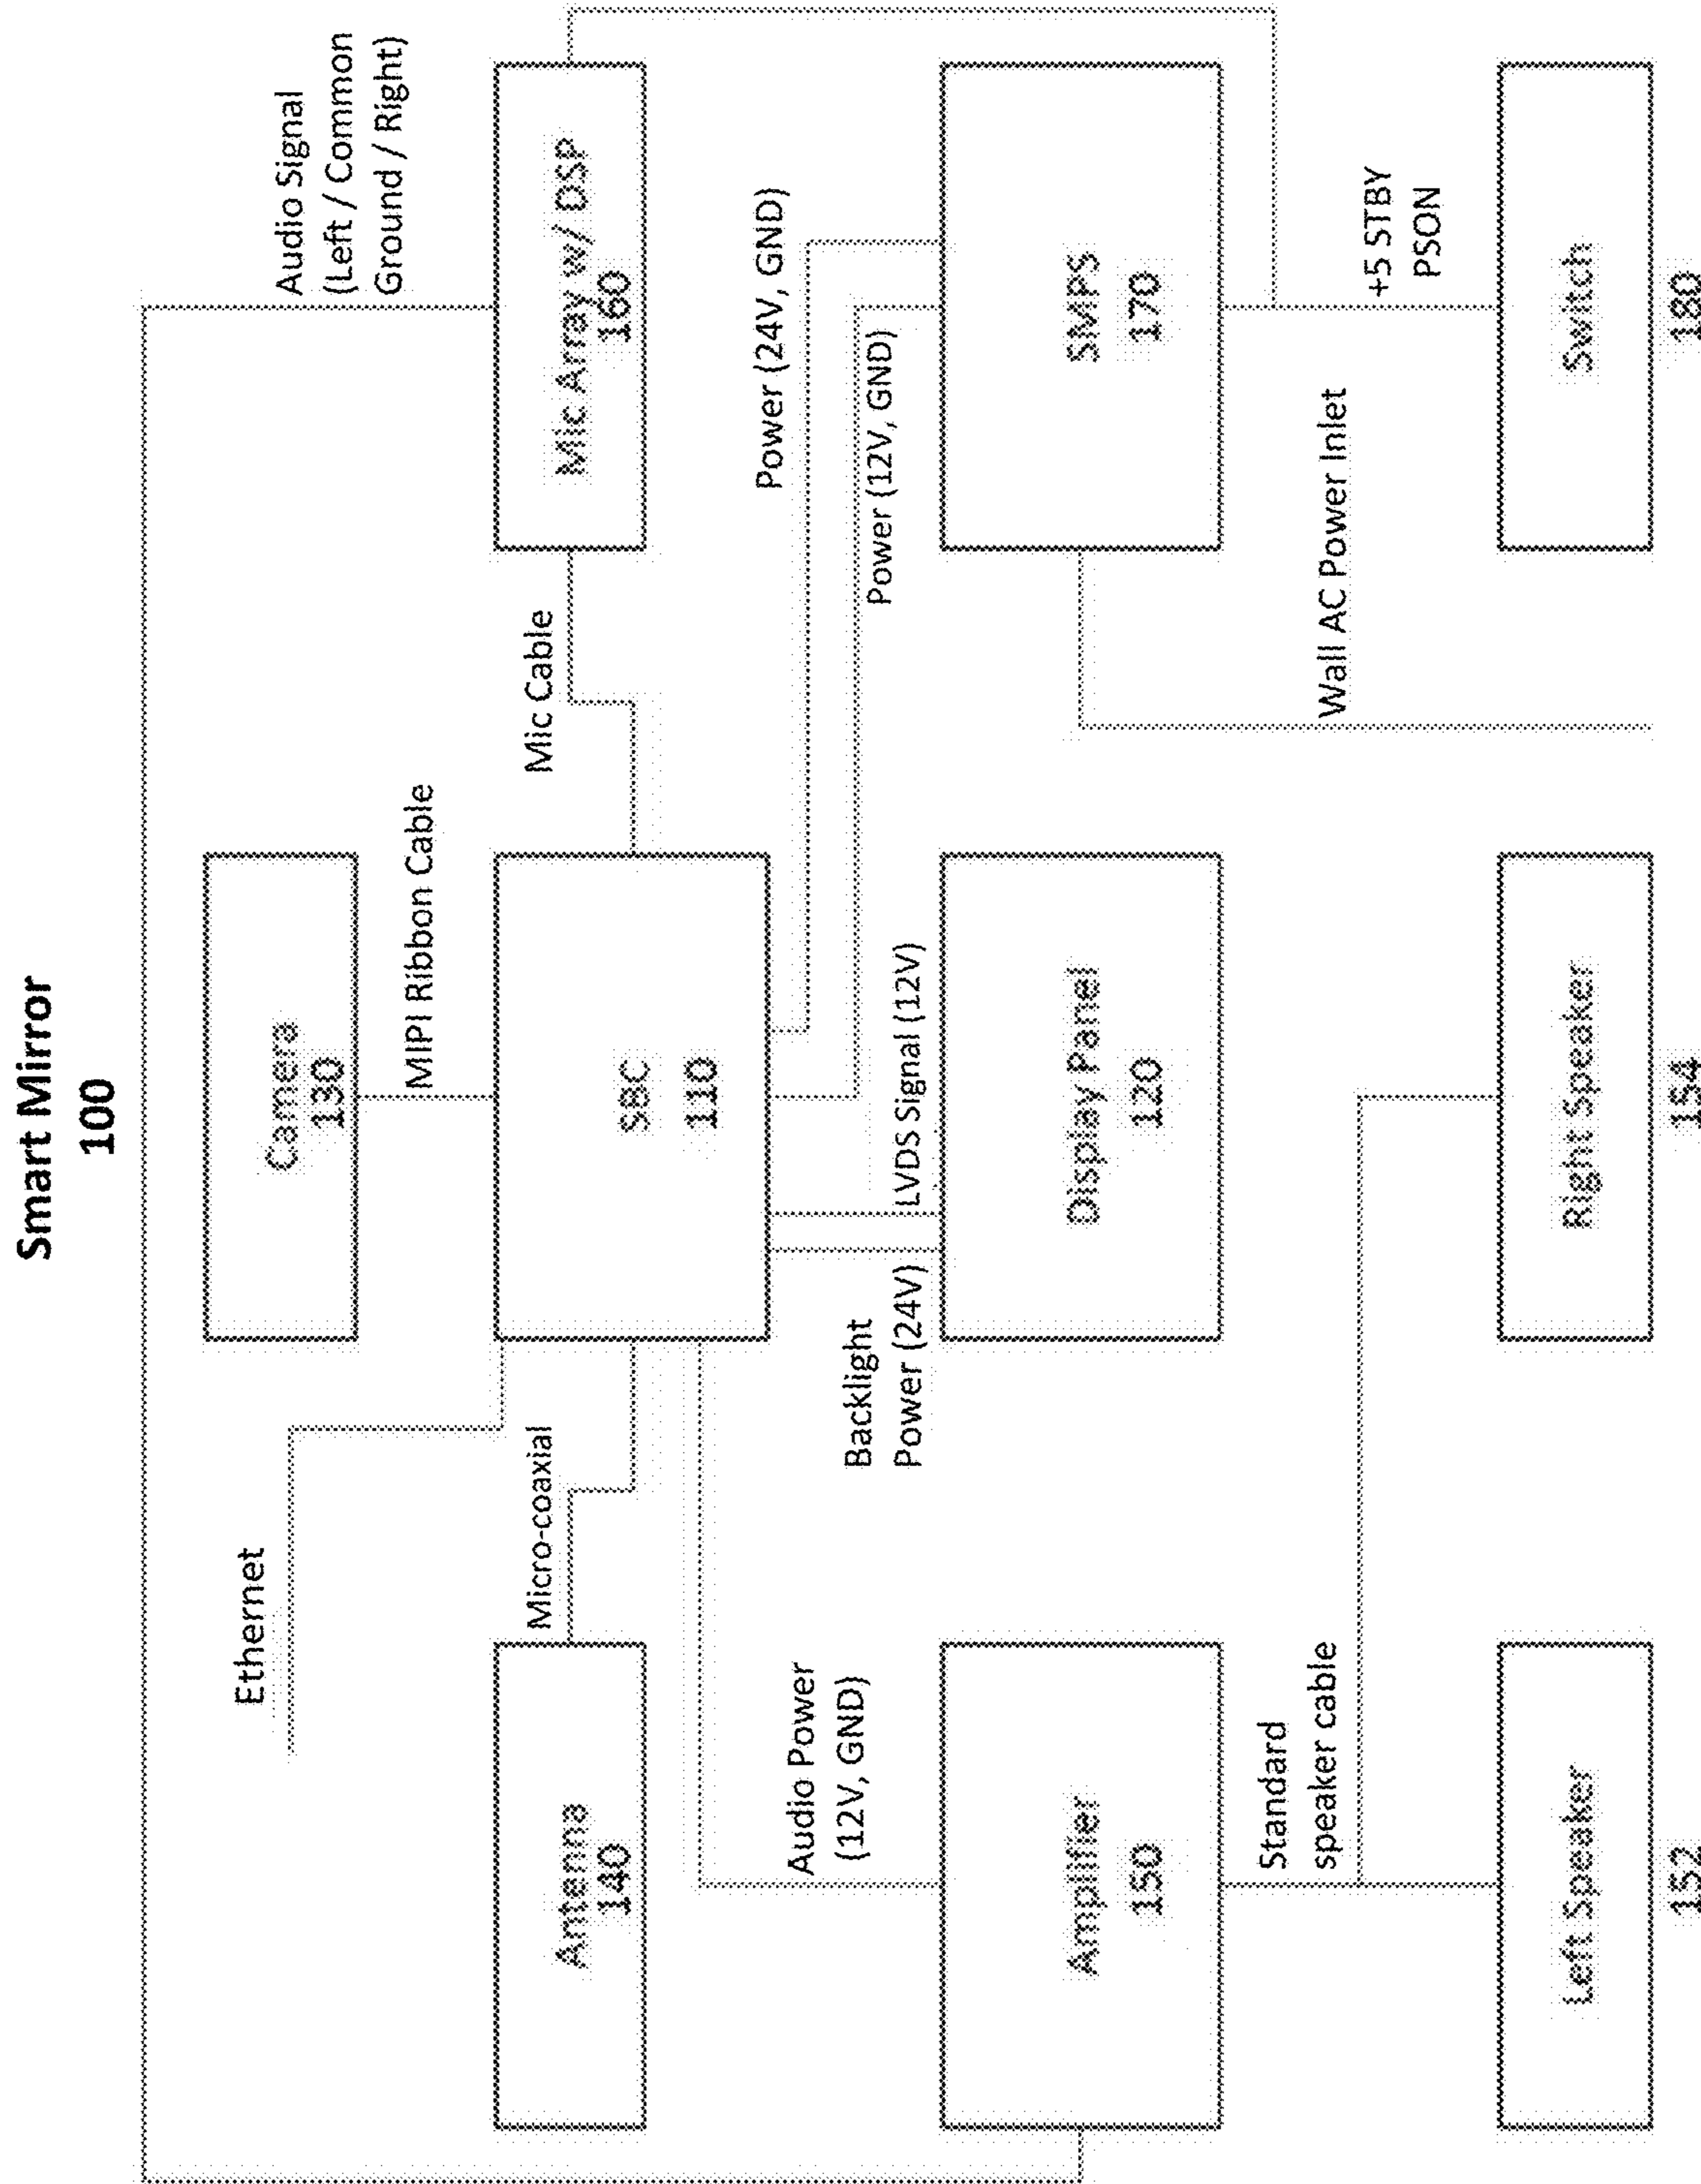 Smart Mirror
100
Ethernet
Camera
130
Audio Signal
(Left / Common
Ground / Right)
MIPI Ribbon Cable
Antenna
140
Micro-coaxial
SBC
110
Mic Cable
Mic Array w/ DSP
160
Audio Power
(12V, GND)
Backlight
Power (24V)
LVDS Signal (12V)
Power (24V, GND)
Power (12V, GND)
Amplifier
150
Display Panel
120
SMPS
170
Standard
speaker cable
Wall AC Power Inlet
+5 STBY
PSON
Left Speaker
152
Right Speaker
154
Switch
180